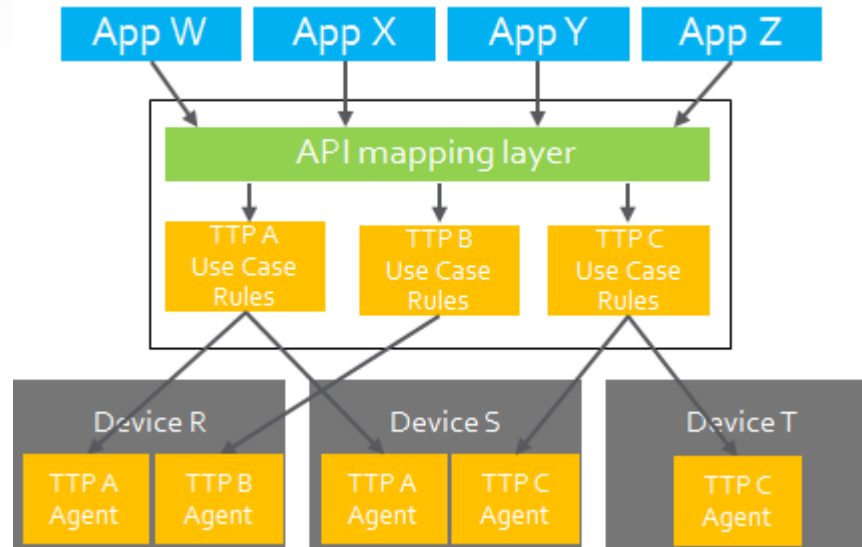 App W
App X
App Y
App Z
API mapping layer
TTP A
Use Case
Rules
TTP B
Use Case
Rules
TTP C
Use Case
Rules
Device R
Device S
Device T
TTP A
Agent
TTP B
Agent
TTP A
Agent
TTP C
Agent
TTP C
Agent